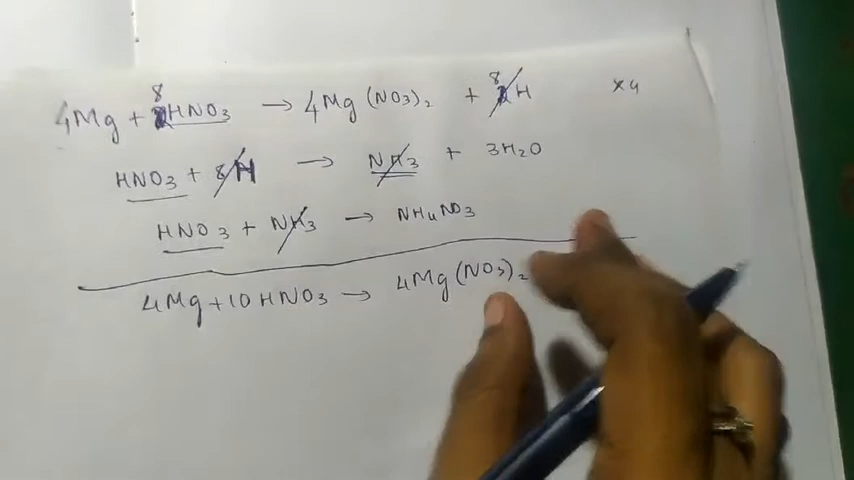 4Mg + 8HNO3 → 4Mg(NO3)2 + 8H ×4
HNO3 + 8H → NH3 + 3H2O
HNO3 + NH3 → NH4NO3
4Mg + 10HNO3 → 4Mg(NO3)2